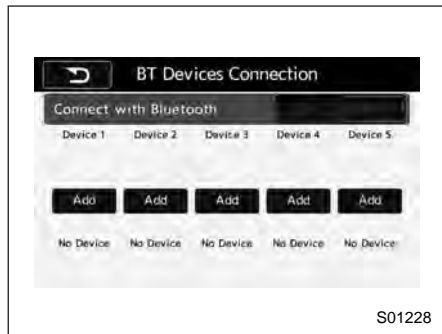 BT Devices Connection
Connect with Bluetooth
Device 1 Device 2 Device 3 Device 4 Device 5
Add Add Add Add Add
No Device No Device No Device No Device No Device
S01228